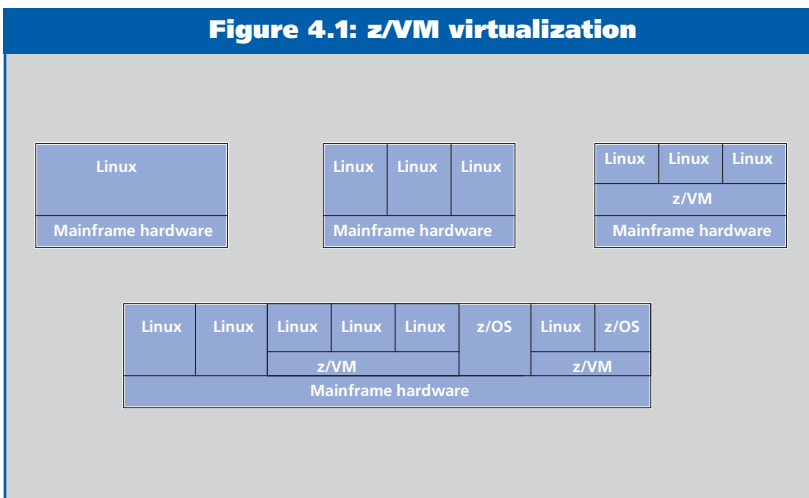 Figure 4.1: z/VM virtualization
Linux
Mainframe hardware
Linux Linux Linux
Mainframe hardware
Linux Linux Linux
z/VM
Mainframe hardware
Linux Linux Linux Linux Linux z/OS Linux z/OS
z/VM z/VM
Mainframe hardware